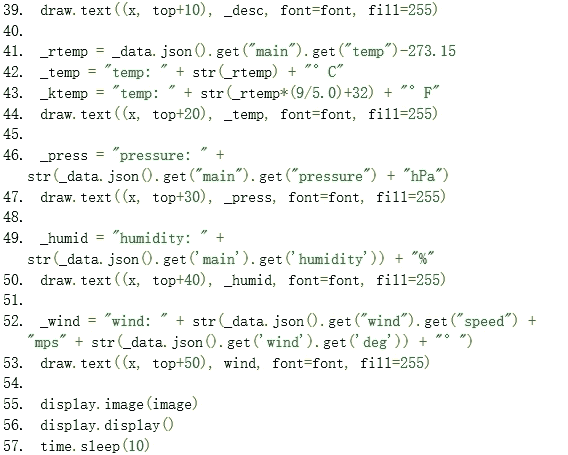 39.  draw.text((x, top+10), _desc, font=font, fill=255)
40.
41.  _rtemp = _data.json().get("main").get("temp")-273.15
42.  _temp = "temp: " + str(_rtemp) + "° C"
43.  _ktemp = "temp: " + str(_rtemp*(9/5.0)+32) + "° F"
44.  draw.text((x, top+20), _temp, font=font, fill=255)
45.
46.  _press = "pressure: " +
str(_data.json().get("main").get("pressure") + "hPa")
47.  draw.text((x, top+30), _press, font=font, fill=255)
48.
49.  _humid = "humidity: " +
str(_data.json().get('main').get('humidity')) + "%"
50.  draw.text((x, top+40), _humid, font=font, fill=255)
51.
52.  _wind = "wind: " + str(_data.json().get("wind").get("speed") +
"mps" + str(_data.json().get('wind').get('deg')) + "° ")
53.  draw.text((x, top+50), wind, font=font, fill=255)
54.
55.  display.image(image)
56.  display.display()
57.  time.sleep(10)